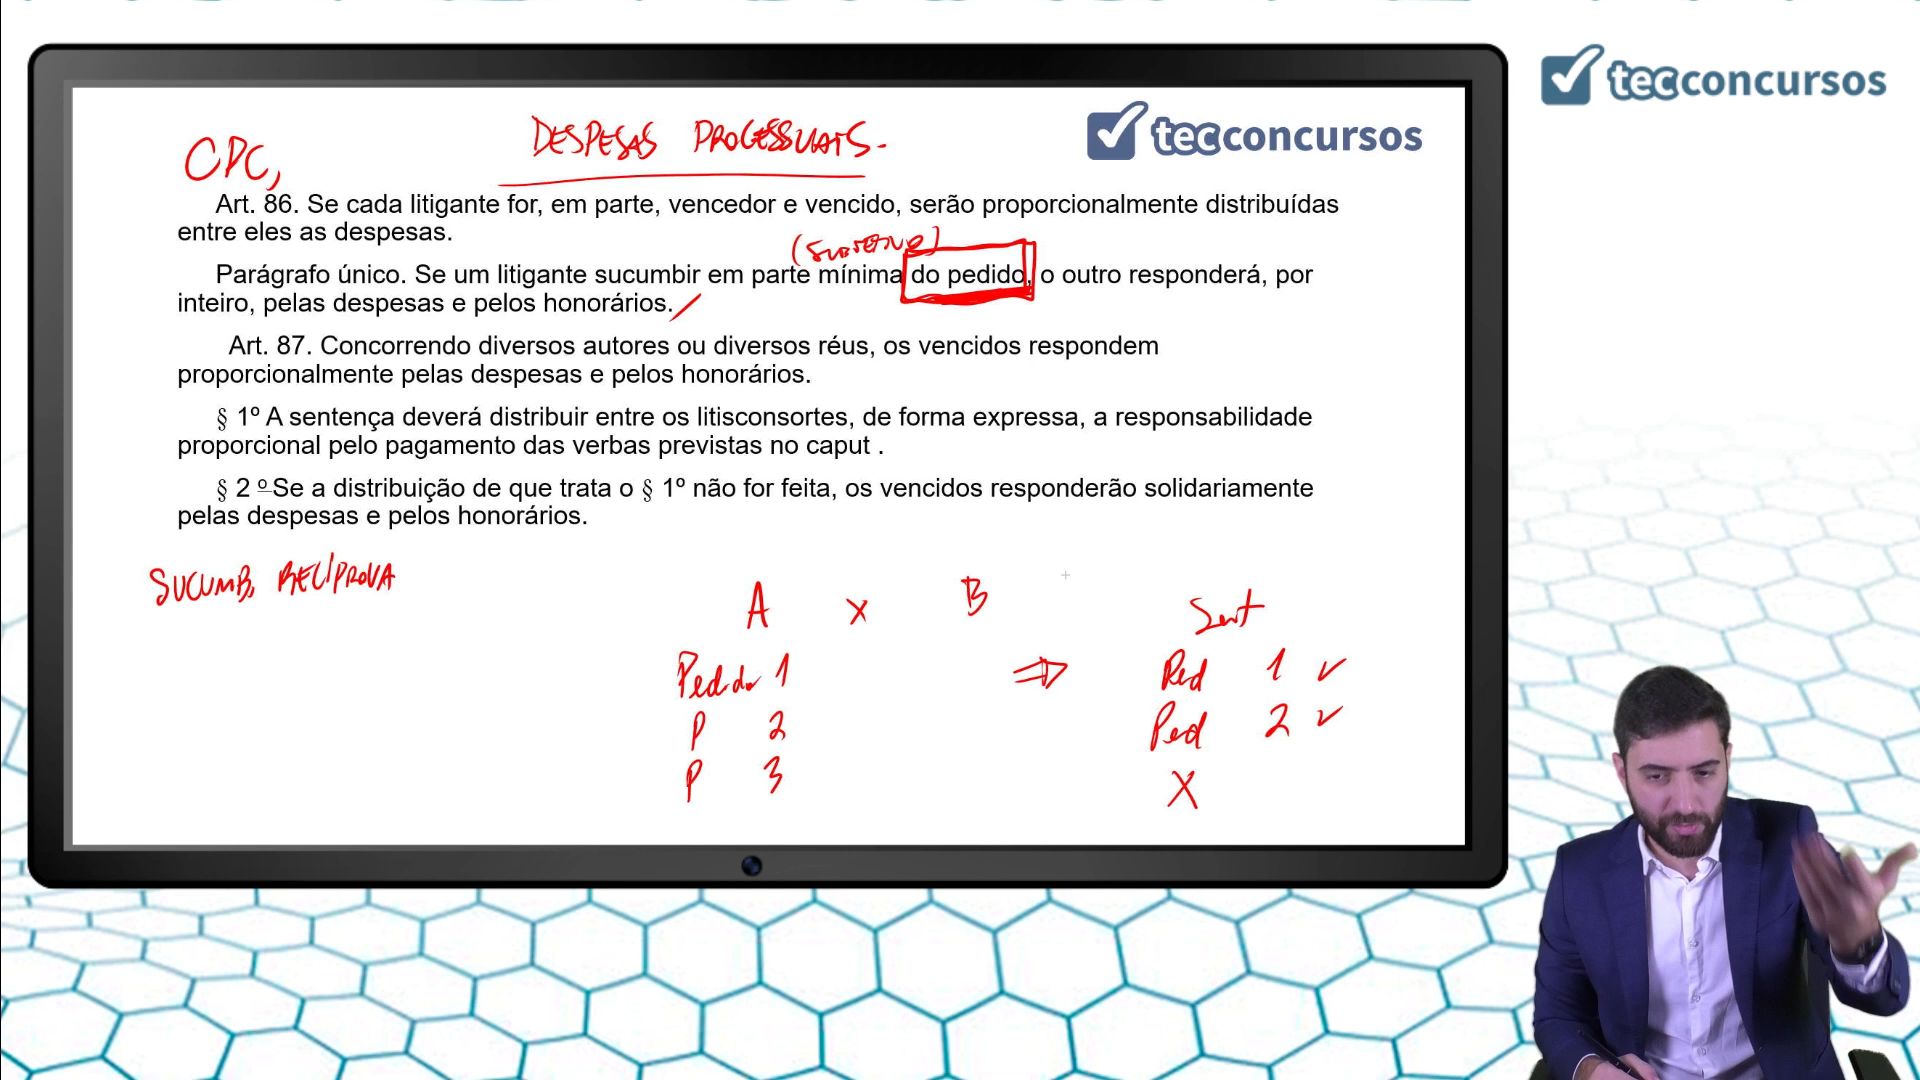 tecconcursos
DESPESAS PROCESSUAIS.
tecconcursos
CPC,
Art. 86. Se cada litigante for, em parte, vencedor e vencido, serão proporcionalmente distribuídas
entre eles as despesas.
Parágrafo único. Se um litigante sucumbir em parte mínima do pedido, o outro responderá, por
inteiro, pelas despesas e pelos honorários.
Art. 87. Concorrendo diversos autores ou diversos réus, os vencidos respondem
proporcionalmente pelas despesas e pelos honorários.
§ 1º A sentença deverá distribuir entre os litisconsortes, de forma expressa, a responsabilidade
proporcional pelo pagamento das verbas previstas no caput .
§ 2 º Se a distribuição de que trata o § 1º não for feita, os vencidos responderão solidariamente
pelas despesas e pelos honorários.
SUCUMB. RECÍPROCA
A x B Sent
Pedido 1 ⇒ Ped 1 ✓
P 2 Ped 2 ✓
P 3 X